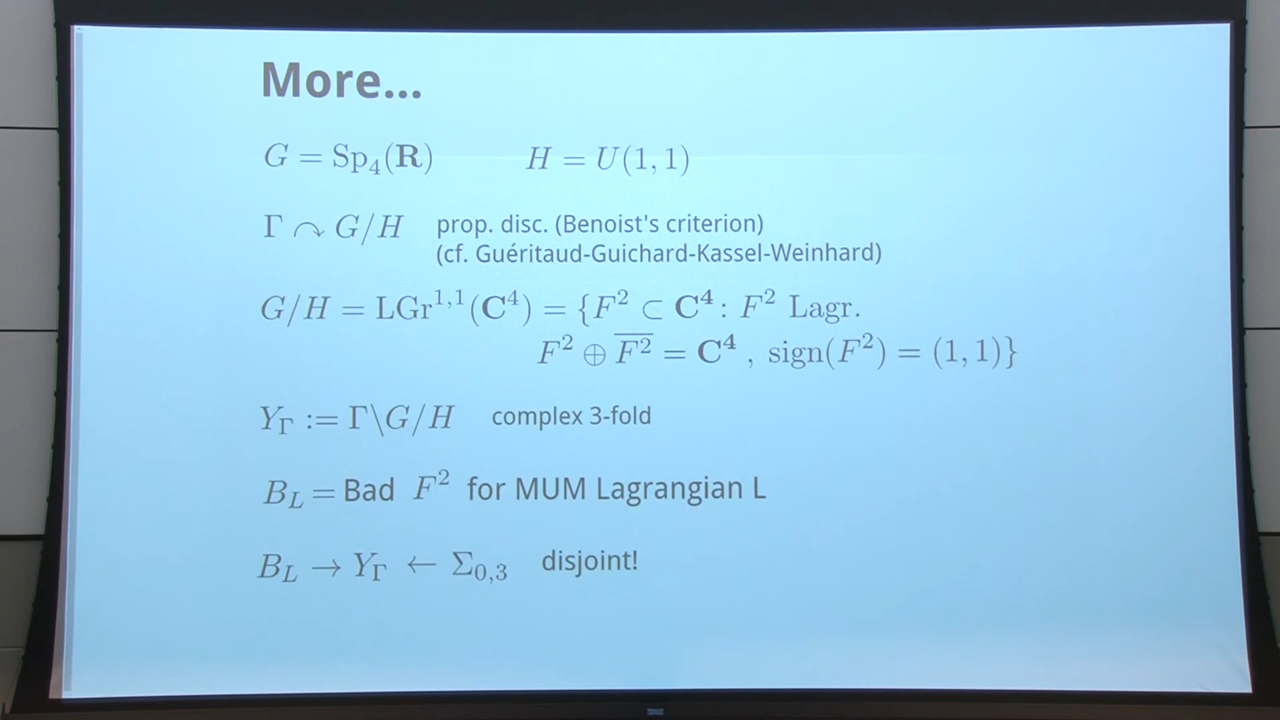 More...
G = Sp₄(R) H = U(1,1)
Γ ↷ G/H prop. disc. (Benoist's criterion)
(cf. Guéritaud-Guichard-Kassel-Weinhard)
G/H = LGr^{1,1}(C⁴) = {F² ⊂ C⁴ : F² Lagr.
F² ⊕ \overline{F²} = C⁴ , sign(F²) = (1,1)}
Y_Γ := Γ\G/H complex 3-fold
B_L = Bad F² for MUM Lagrangian L
B_L → Y_Γ ← Σ_{0,3} disjoint!